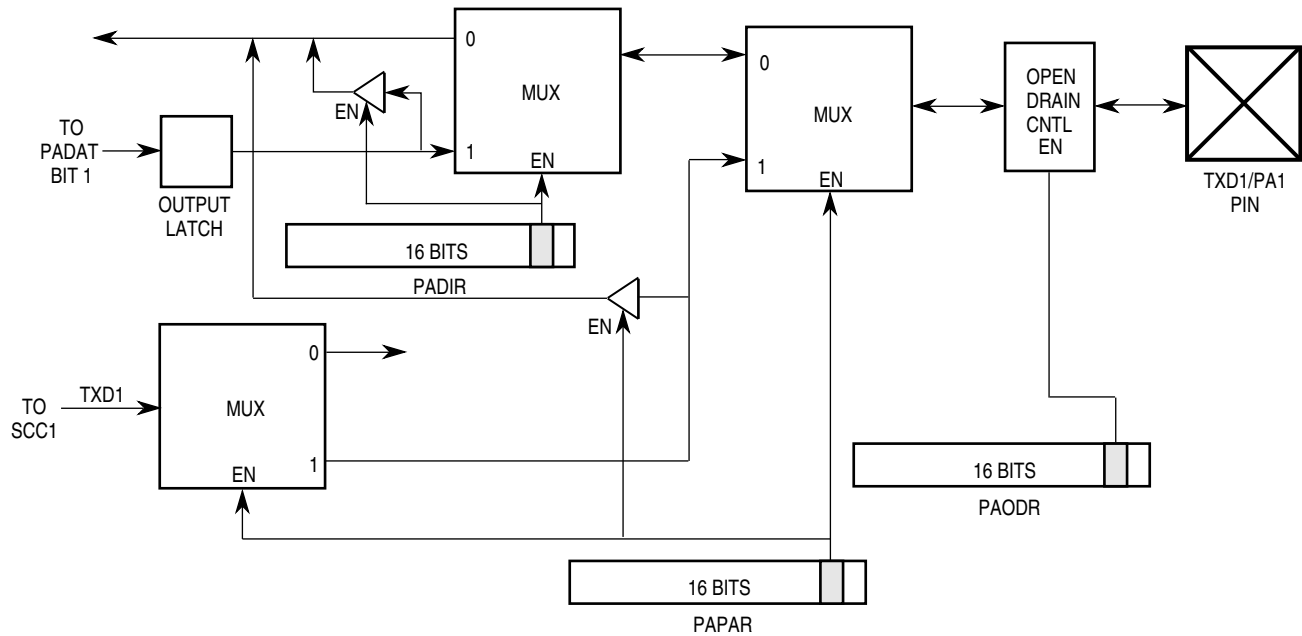 0
MUX
1
EN
EN
TO
PADAT
BIT 1
OUTPUT
LATCH
16 BITS
PADIR
0
MUX
1
EN
OPEN
DRAIN
CNTL
EN
TXD1/PA1
PIN
EN
TO
SCC1
TXD1
0
MUX
1
EN
16 BITS
PAODR
16 BITS
PAPAR